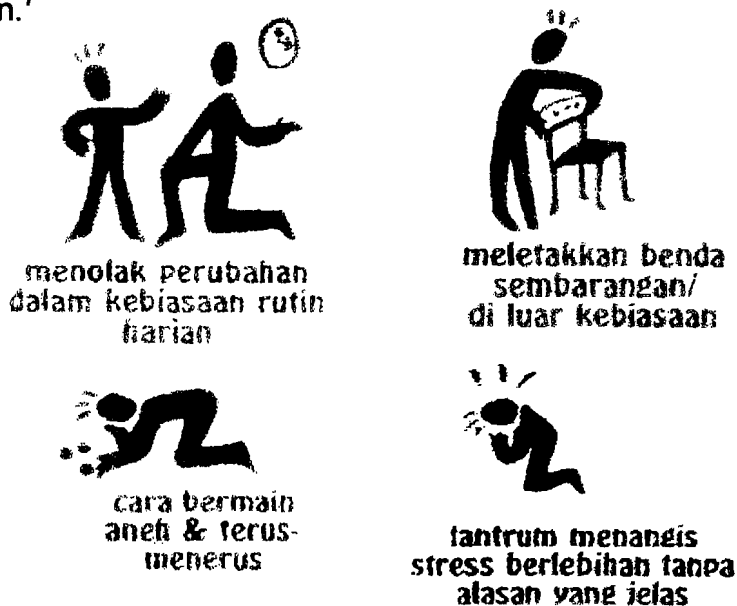 n.'
menolak perubahan
dalam kebiasaan rutin
harian
meletakkan benda
sembarangan/
di luar kebiasaan
cara bermain
aneh & terus-
menerus
tantrum menangis
stress berlebihan tanpa
alasan yang jelas